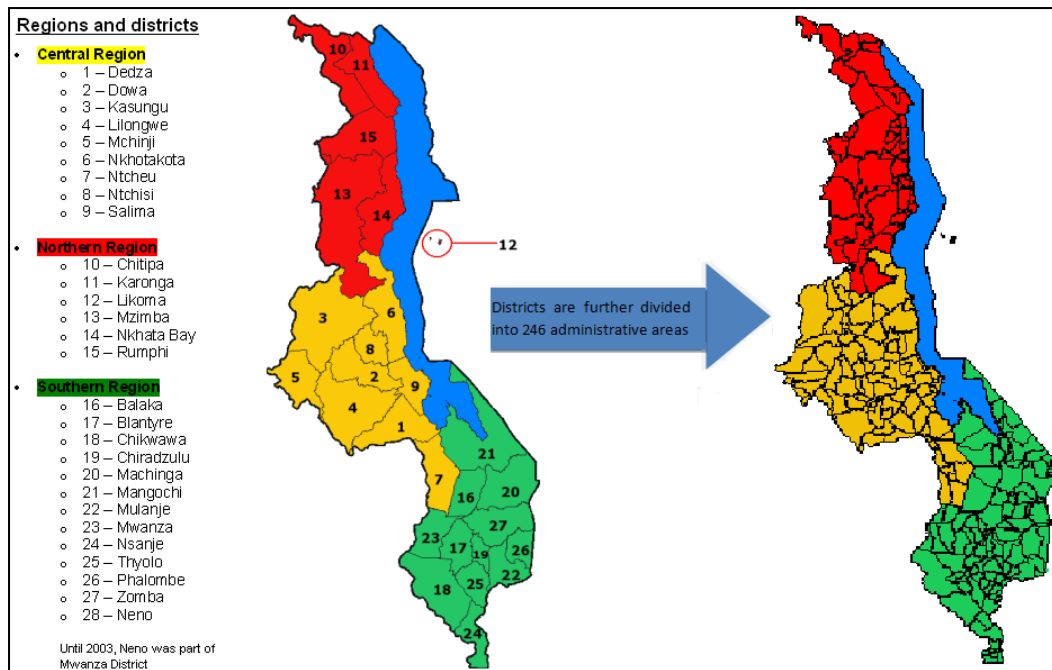 Regions and districts
Central Region
1 – Dedza
2 – Dowa
3 – Kasungu
4 – Lilongwe
5 – Mchinji
6 – Nkhotakota
7 – Ntcheu
8 – Ntchisi
9 – Salima
Northern Region
10 – Chitipa
11 – Karonga
12 – Likoma
13 – Mzimba
14 – Nkhata Bay
15 – Rumphi
Southern Region
16 – Balaka
17 – Blantyre
18 – Chikwawa
19 – Chiradzulu
20 – Machinga
21 – Mangochi
22 – Mulanje
23 – Mwanza
24 – Nsanje
25 – Thyolo
26 – Phalombe
27 – Zomba
28 – Neno
Until 2003, Neno was part of
Mwanza District
10
11
15
13
14
12
3
6
8
5
2
9
4
1
21
7
16
20
27
23
17
19
26
22
18
25
24
Districts are further divided
into 246 administrative areas